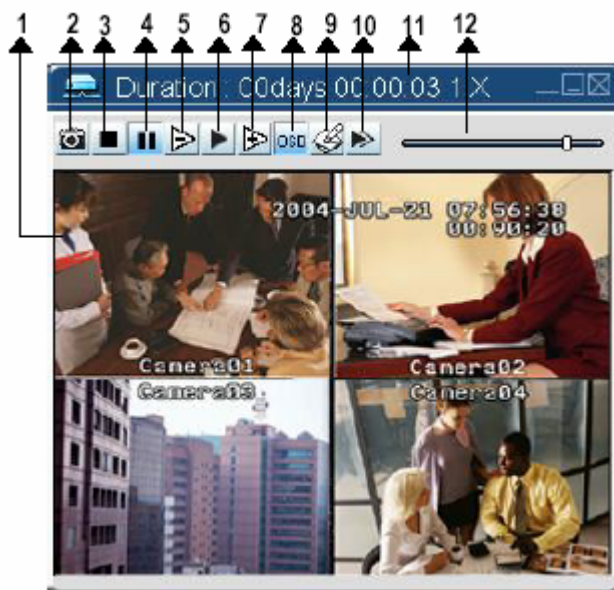 1 2 3 4 5 6 7 8 9 10 11 12
Duration : 00days 00:00:03 1 X
OSD
2004-JUL-21 07:56:38
00:90:20
Camera01
Camera02
Camera03
Camera04